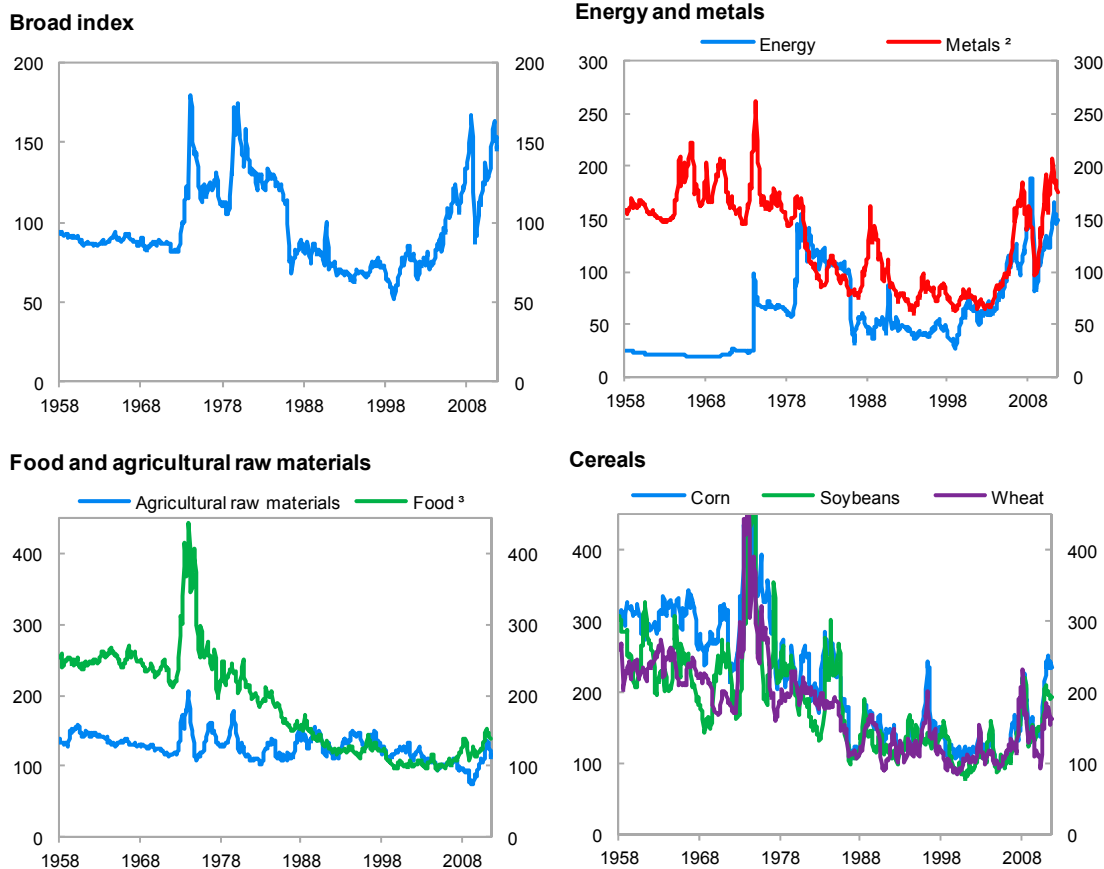 Broad index
200 200
150 150
100 100
50 50
0 0
1958 1968 1978 1988 1998 2008
Energy and metals
Energy Metals ²
300 300
250 250
200 200
150 150
100 100
50 50
0 0
1958 1968 1978 1988 1998 2008
Food and agricultural raw materials
Agricultural raw materials Food ³
400 400
300 300
200 200
100 100
0 0
1958 1968 1978 1988 1998 2008
Cereals
Corn Soybeans Wheat
400 400
300 300
200 200
100 100
0 0
1958 1968 1978 1988 1998 2008